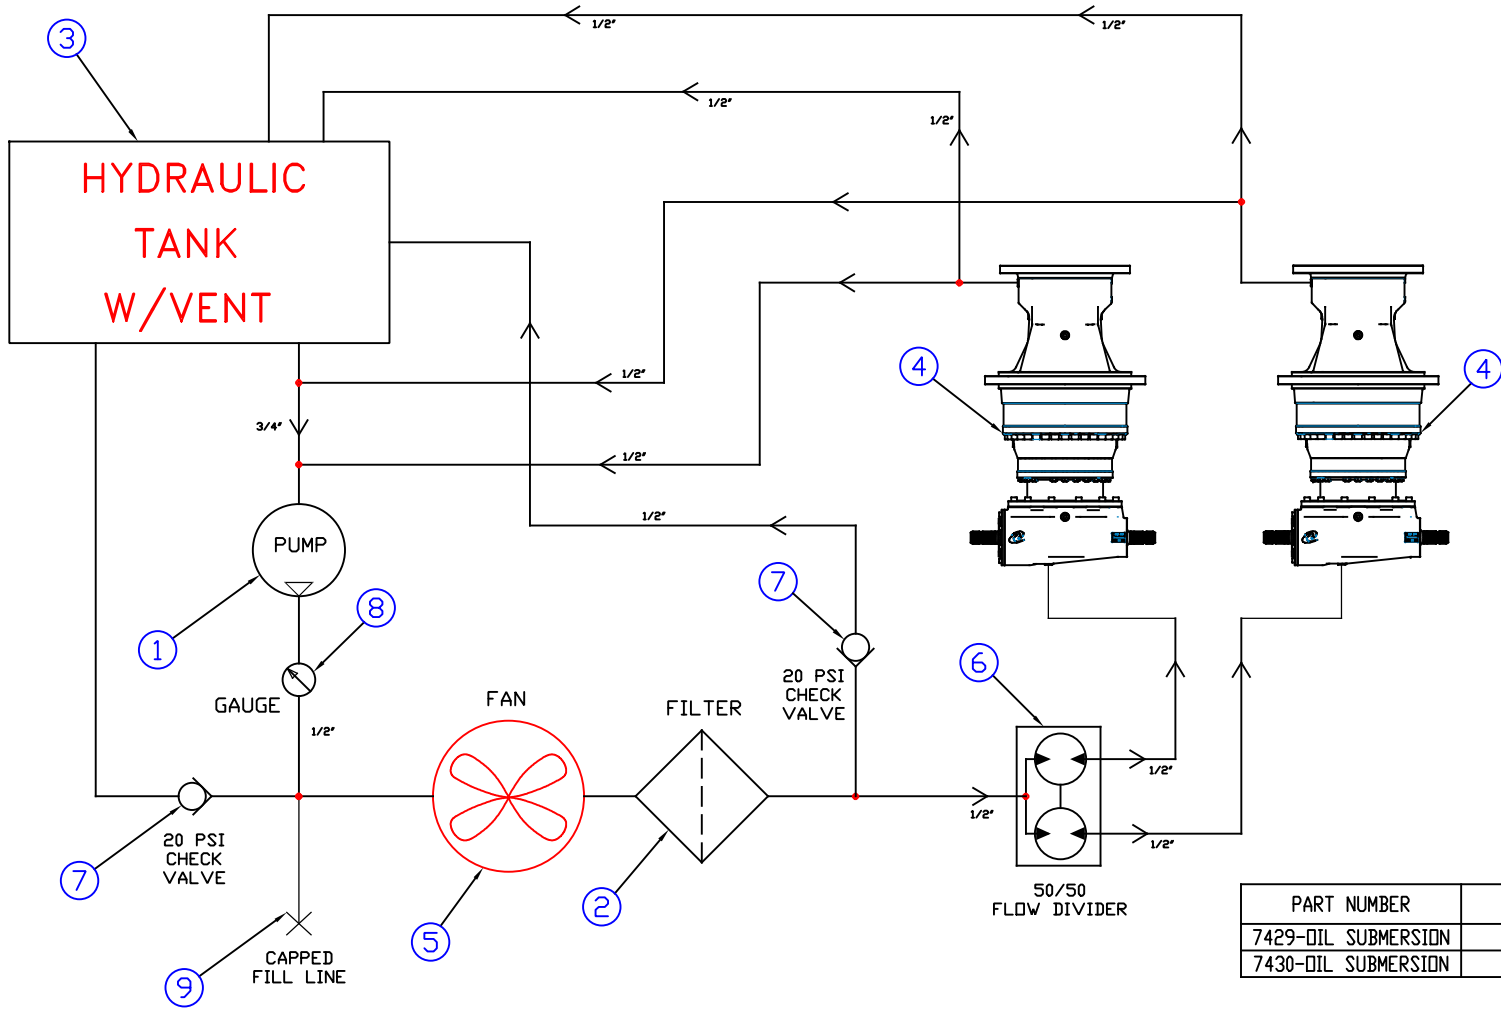 1/2"
1/2"
3
1/2"
1/2"
HYDRAULIC
TANK
W/VENT
4
4
1/2"
3/4"
1/2"
1/2"
PUMP
7
8
1
6
20 PSI
CHECK
VALVE
GAUGE
FAN
FILTER
1/2"
1/2"
1/2"
1/2"
20 PSI
CHECK
VALVE
7
50/50
FLOW DIVIDER
2
5
9
CAPPED
FILL LINE
PART NUMBER
7429-OIL SUBMERSION
7430-OIL SUBMERSION